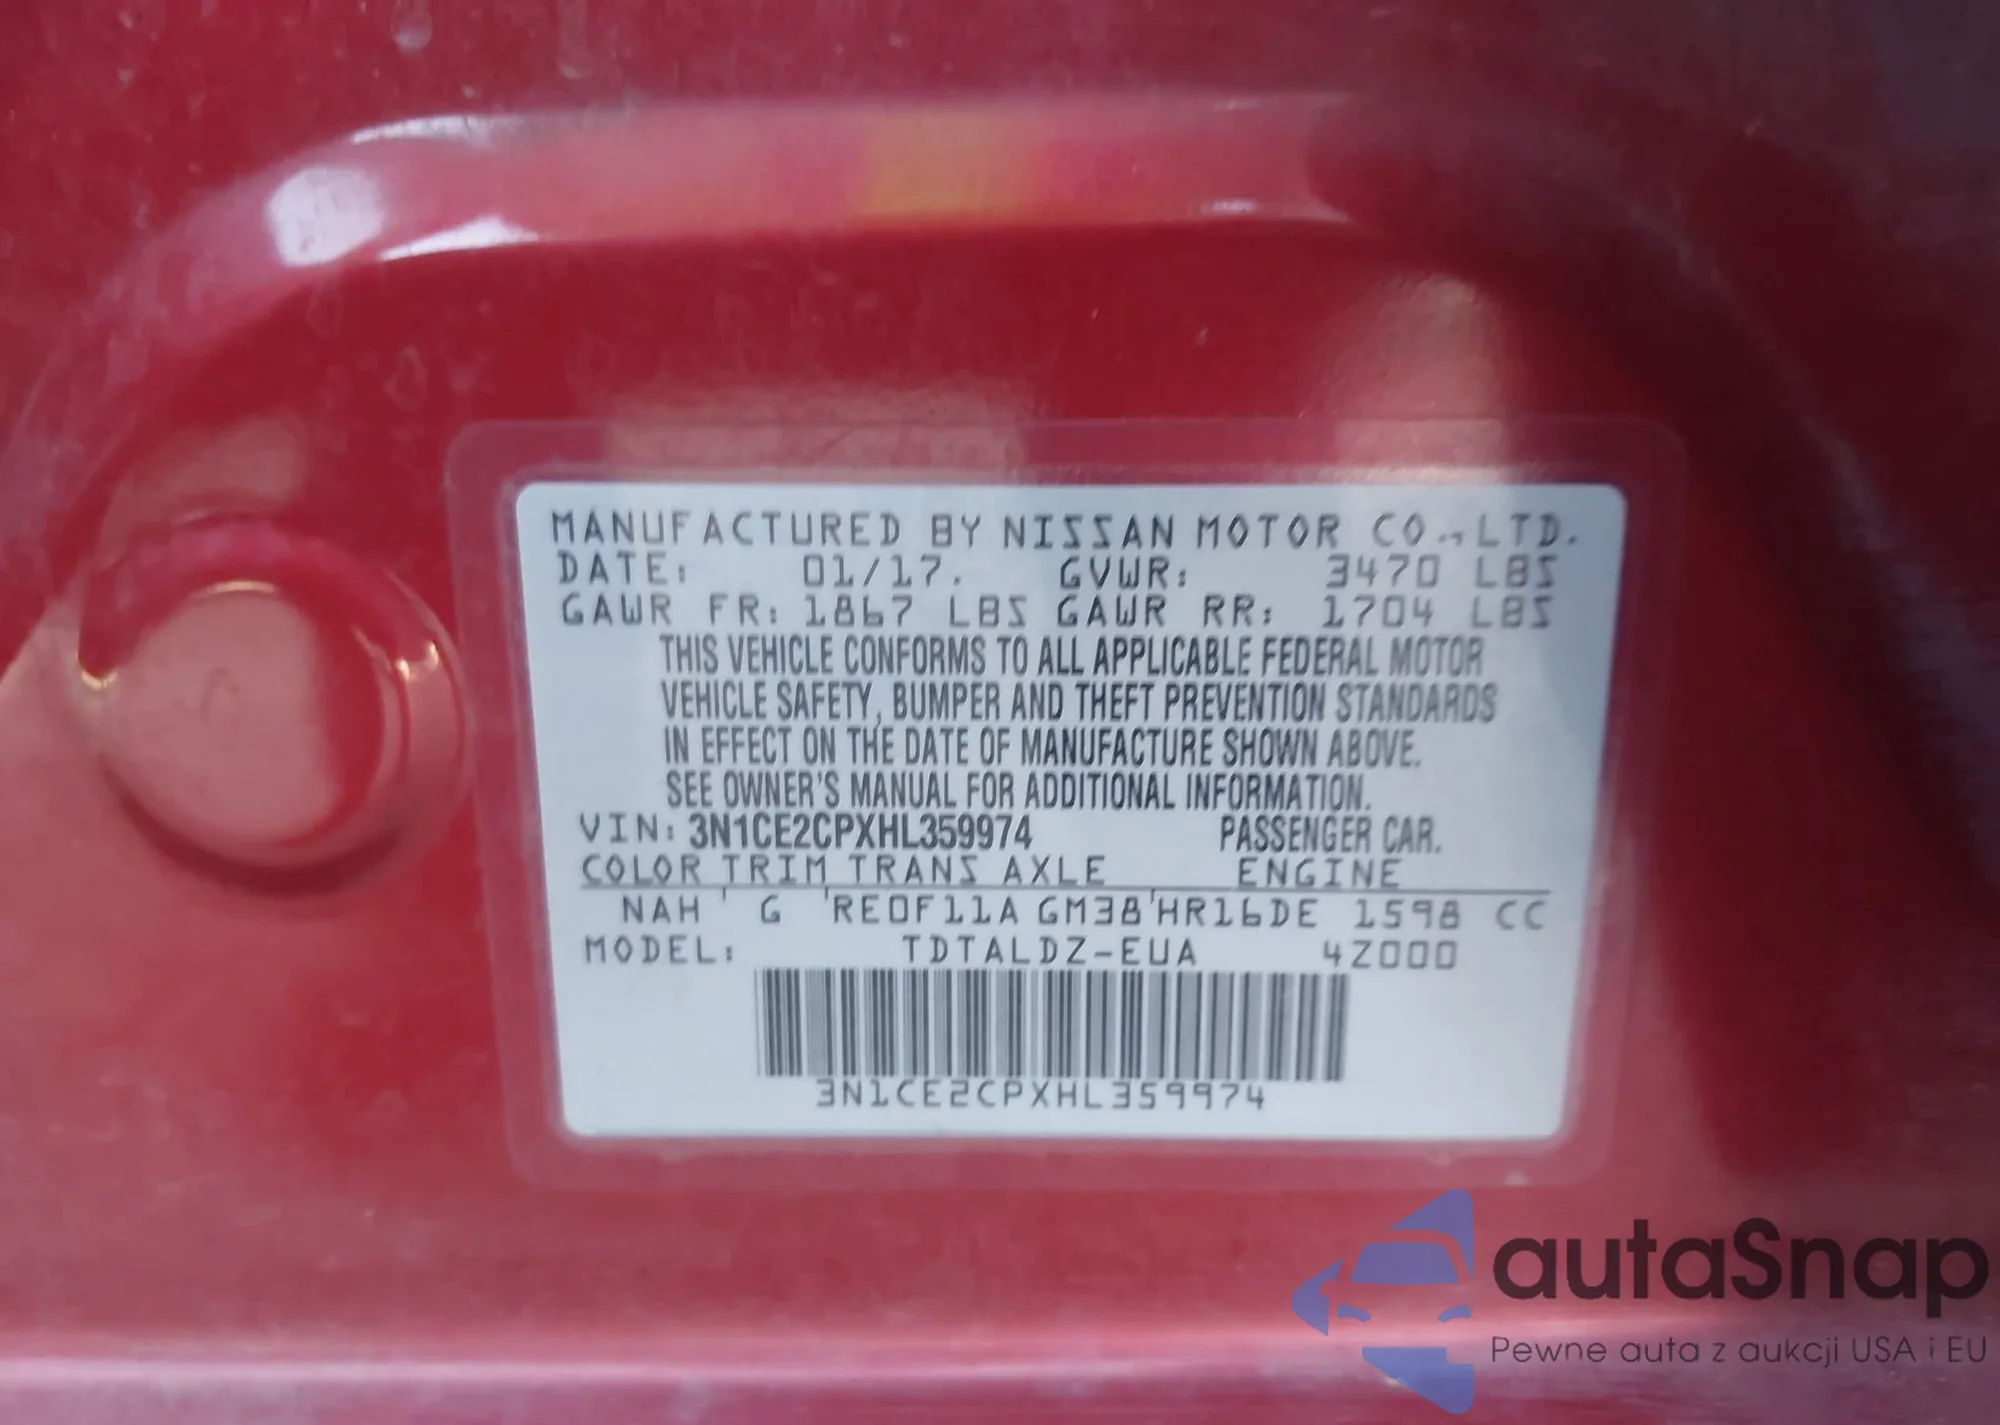 MANUFACTURED BY NISSAN MOTOR CO., LTD.
DATE: 01/17. GVWR: 3470 LBS
GAWR FR: 1867 LBS GAWR RR: 1704 LBS
THIS VEHICLE CONFORMS TO ALL APPLICABLE FEDERAL MOTOR
VEHICLE SAFETY, BUMPER AND THEFT PREVENTION STANDARDS
IN EFFECT ON THE DATE OF MANUFACTURE SHOWN ABOVE.
SEE OWNER'S MANUAL FOR ADDITIONAL INFORMATION.
VIN: 3N1CE2CPXHL359974 PASSENGER CAR.
COLOR TRIM TRANS AXLE ENGINE
NAH G RE0F11A GM38 HR16DE 1598 CC
MODEL: TDTALDZ-EUA 4Z000
3N1CE2CPXHL359974
autaSnap
Pewne auta z aukcji USA i EU